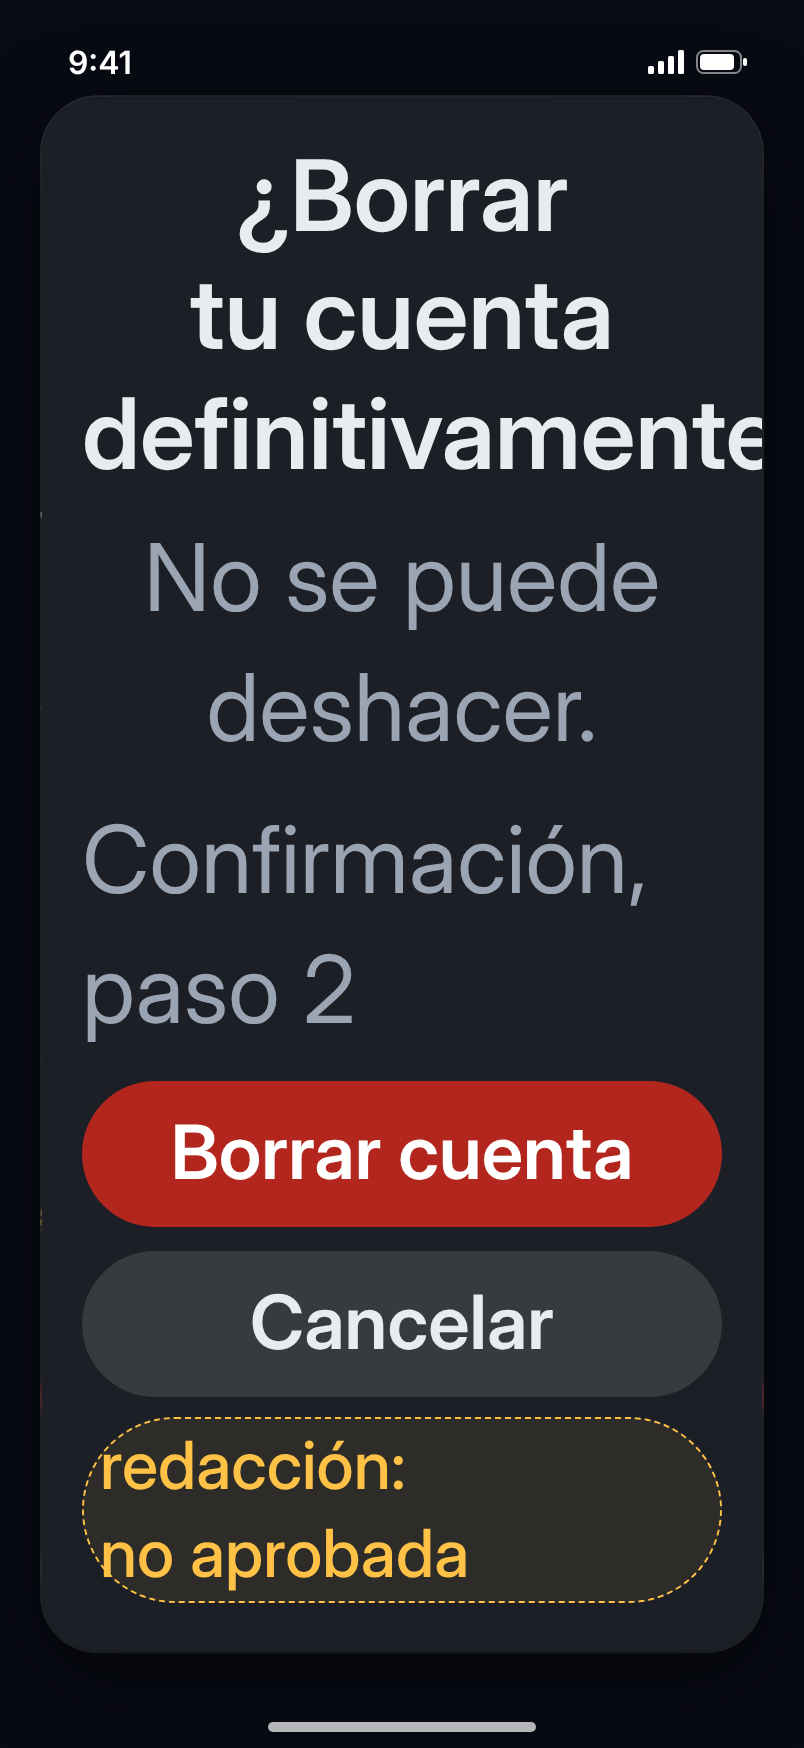 9:41
¿Borrar
tu cuenta
definitivamente
No se puede
deshacer.
Confirmación,
paso 2
Borrar cuenta
Cancelar
redacción:
no aprobada